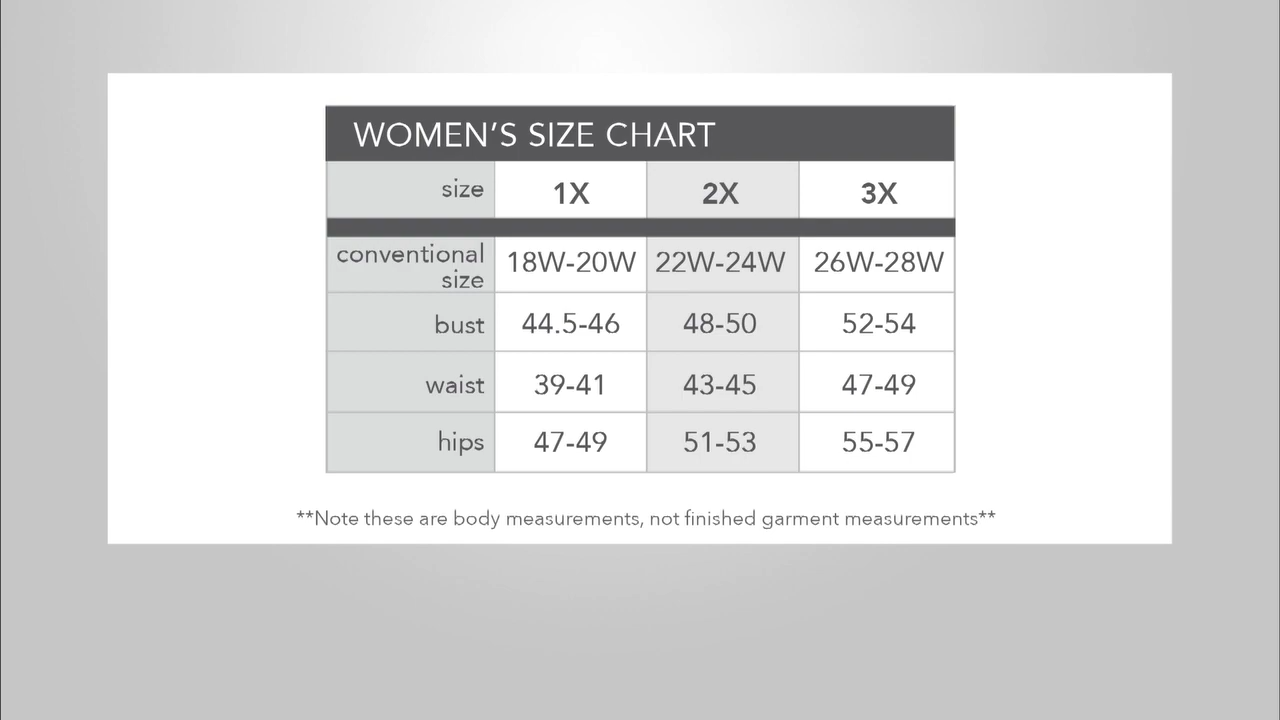 WOMEN'S SIZE CHART
size 1X 2X 3X
conventional size 18W-20W 22W-24W 26W-28W
bust 44.5-46 48-50 52-54
waist 39-41 43-45 47-49
hips 47-49 51-53 55-57
**Note these are body measurements, not finished garment measurements**